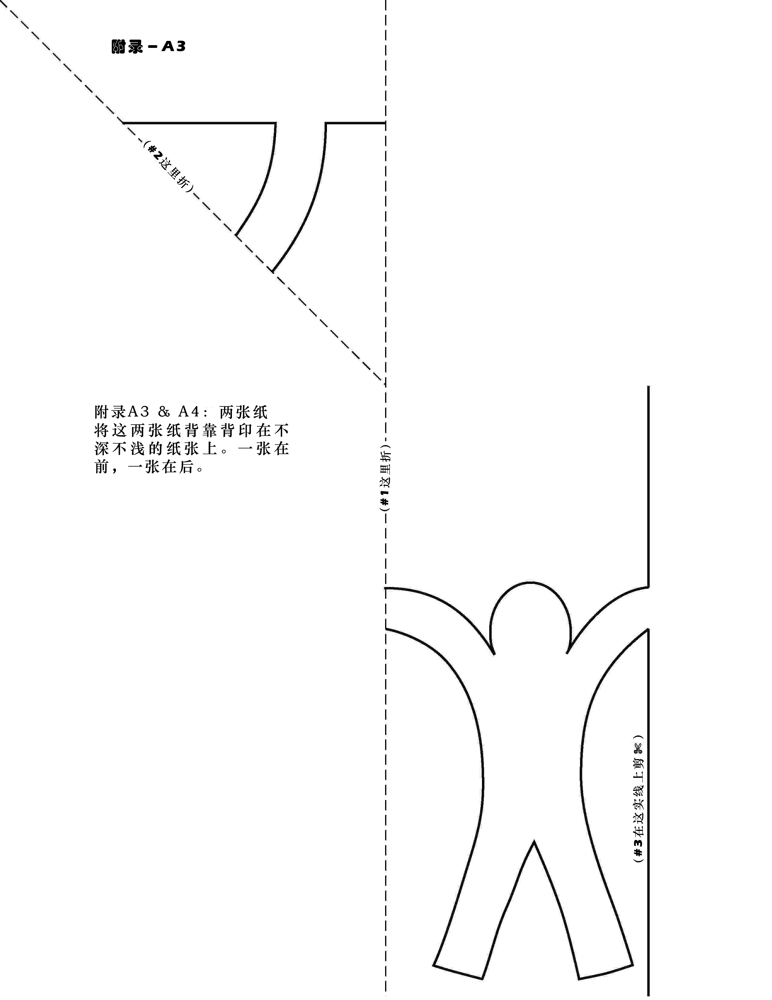 附录-A3
(#2这里折)
附录A3 & A4: 两张纸
将这两张纸背靠背印在不
深不浅的纸张上。一张在
前，一张在后。
(#1这里折)
(#3在这实线上剪✂)